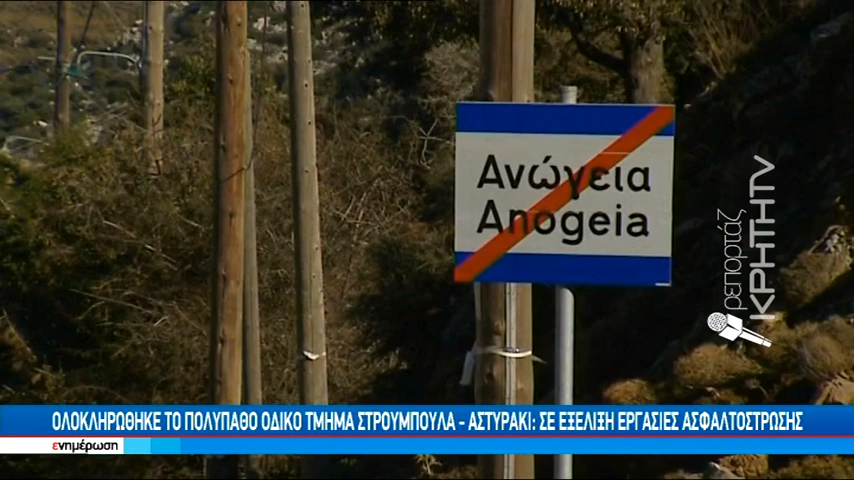 Ανώγεια
Anogeia
ρεπορτάζ
ΚΡΗΤΗTV
ΟΛΟΚΛΗΡΩΘΗΚΕ ΤΟ ΠΟΛΥΠΑΘΟ ΟΔΙΚΟ ΤΜΗΜΑ ΣΤΡΟΥΜΠΟΥΛΑ - ΑΣΤΥΡΑΚΙ: ΣΕ ΕΞΕΛΙΞΗ ΕΡΓΑΣΙΕΣ ΑΣΦΑΛΤΟΣΤΡΩΣΗΣ
ενημέρωση